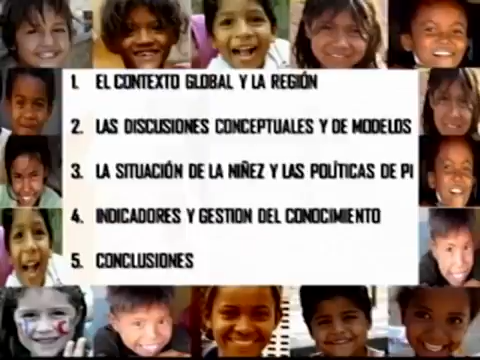 1. EL CONTEXTO GLOBAL Y LA REGIÓN
2. LAS DISCUSIONES CONCEPTUALES Y DE MODELOS
3. LA SITUACIÓN DE LA NIÑEZ Y LAS POLÍTICAS DE PI
4. INDICADORES Y GESTION DEL CONOCIMIENTO
5. CONCLUSIONES